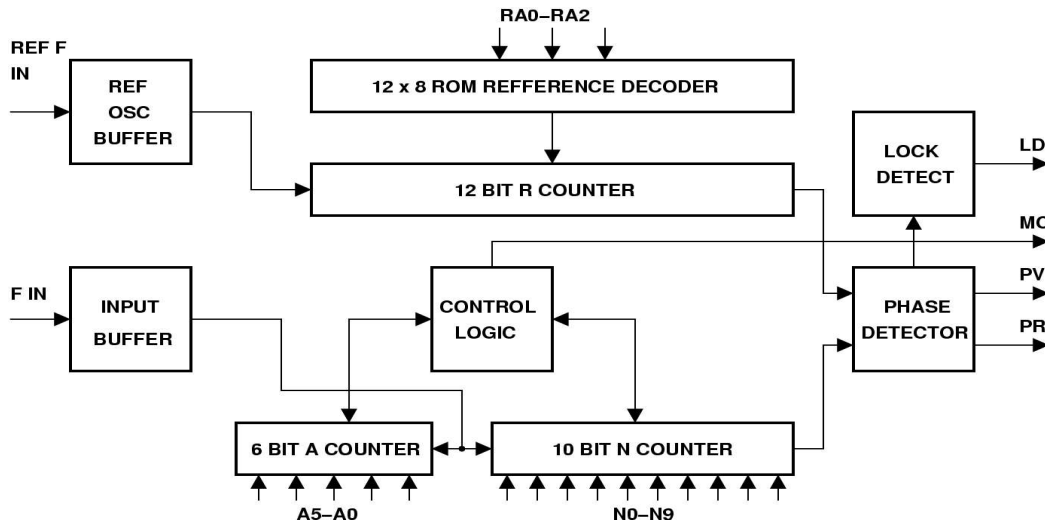 RA0–RA2
REF F
IN
REF
OSC
BUFFER
12 x 8 ROM REFFERENCE DECODER
LOCK
DETECT
LD
12 BIT R COUNTER
MC
F IN
INPUT
BUFFER
CONTROL
LOGIC
PHASE
DETECTOR
PV
PR
6 BIT A COUNTER
10 BIT N COUNTER
A5–A0
N0–N9